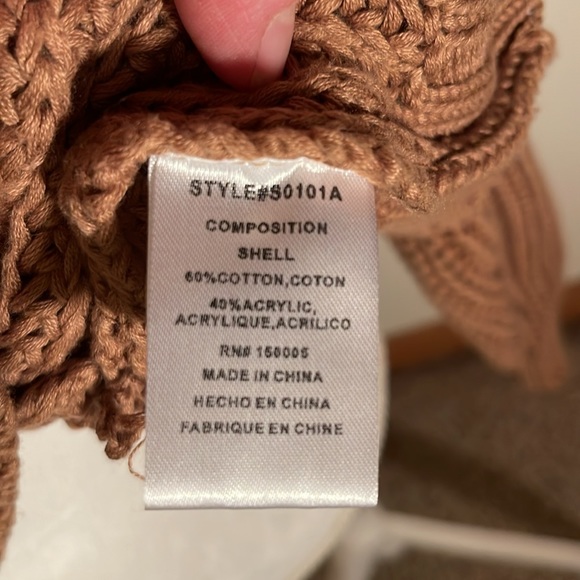 STYLE#S0101A
COMPOSITION
SHELL
60%COTTON,COTON
40%ACRYLIC,
ACRYLIQUE,ACRILICO
RN# 150005
MADE IN CHINA
HECHO EN CHINA
FABRIQUE EN CHINE